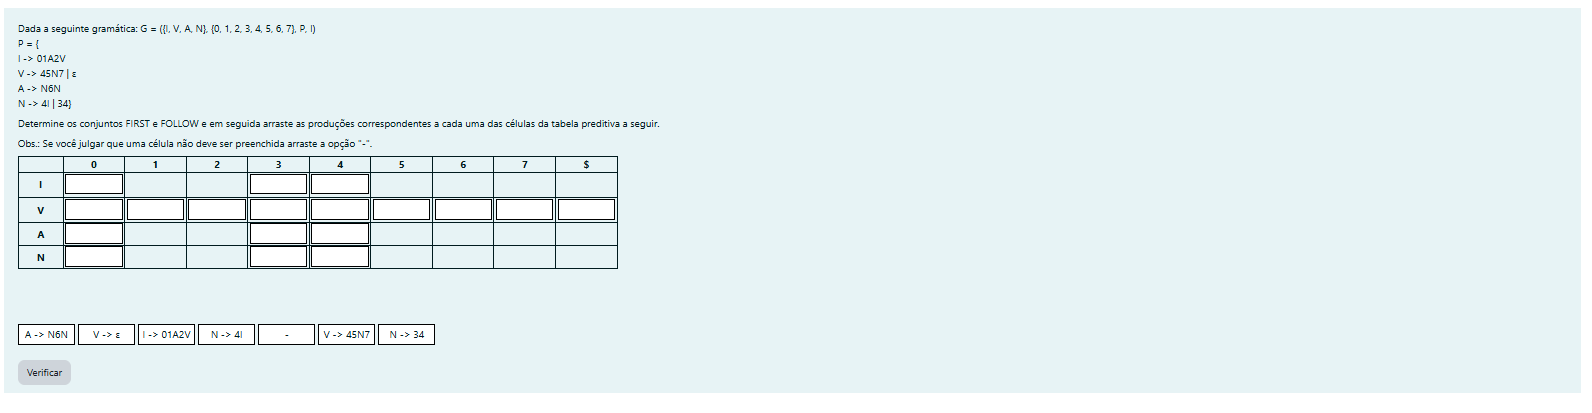 Dada a seguinte gramática: G = ({I, V, A, N}, {0, 1, 2, 3, 4, 5, 6, 7}, P, I)
P = {
I -> 01A2V
V -> 45N7 | ε
A -> N6N
N -> 4I | 34}
Determine os conjuntos FIRST e FOLLOW e em seguida arraste as produções correspondentes a cada uma das células da tabela preditiva a seguir.
Obs.: Se você julgar que uma célula não deve ser preenchida arraste a opção "-".
0 1 2 3 4 5 6 7 $
I
V
A
N
A -> N6N V -> ε I -> 01A2V N -> 4I - V -> 45N7 N -> 34
Verificar